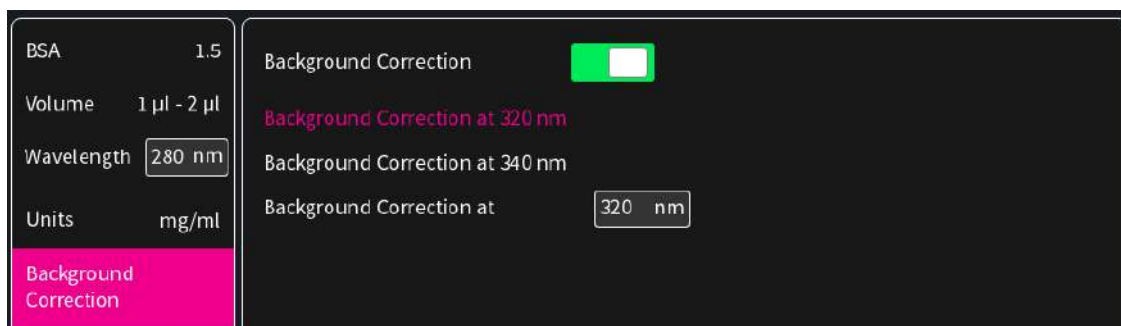 BSA 1.5
Volume 1 µl - 2 µl
Wavelength 280 nm
Units mg/ml
Background
Correction
Background Correction
Background Correction at 320 nm
Background Correction at 340 nm
Background Correction at 320 nm